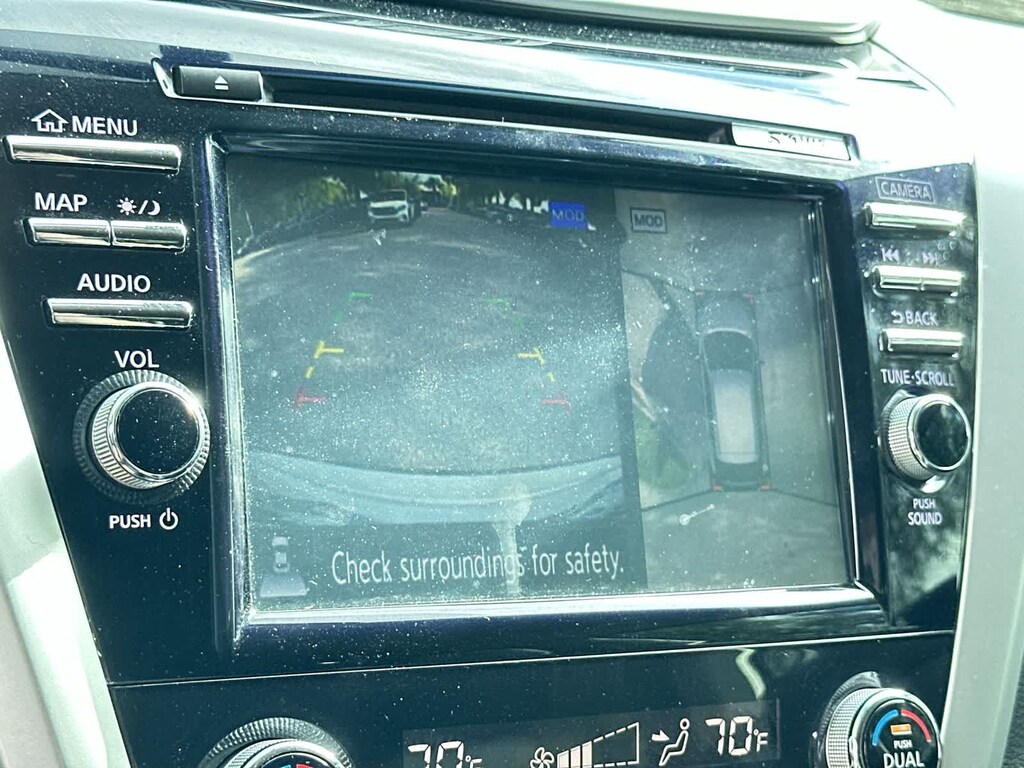 MENU
MAP
AUDIO
VOL
PUSH
MOD
MOD
Check surroundings for safety.
CAMERA
BACK
TUNE·SCROLL
PUSH
SOUND
70°F
70°F
PUSH
DUAL